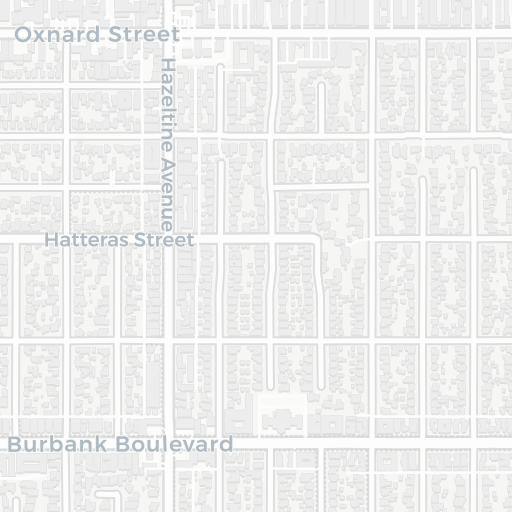 Oxnard Street
Hazeltine Avenue
Hatteras Street
Burbank Boulevard